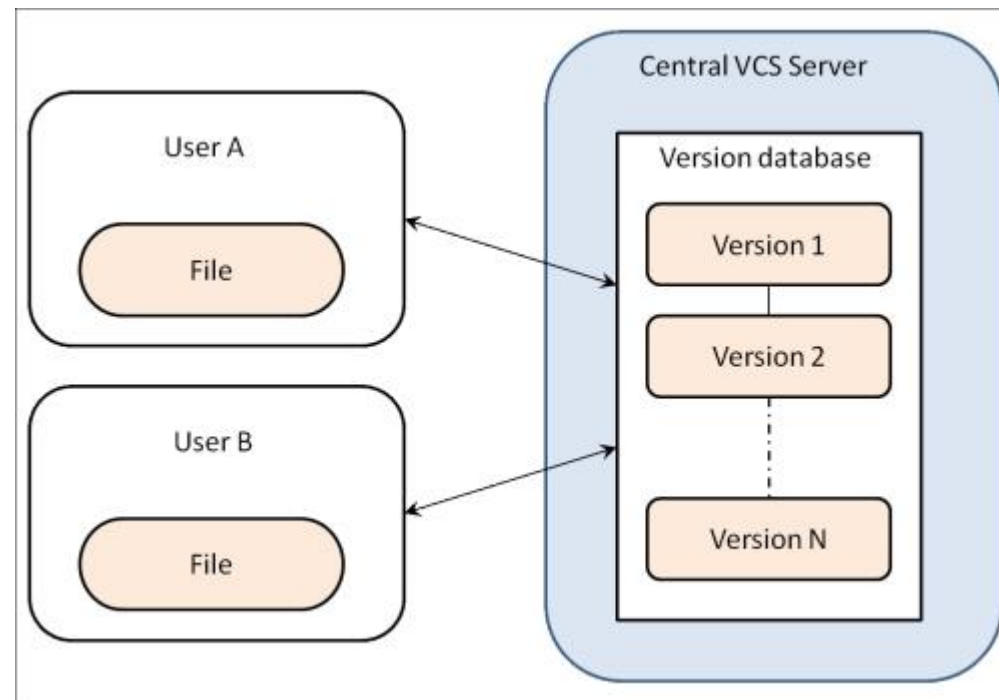 Central VCS Server
User A
File
User B
File
Version database
Version 1
Version 2
Version N